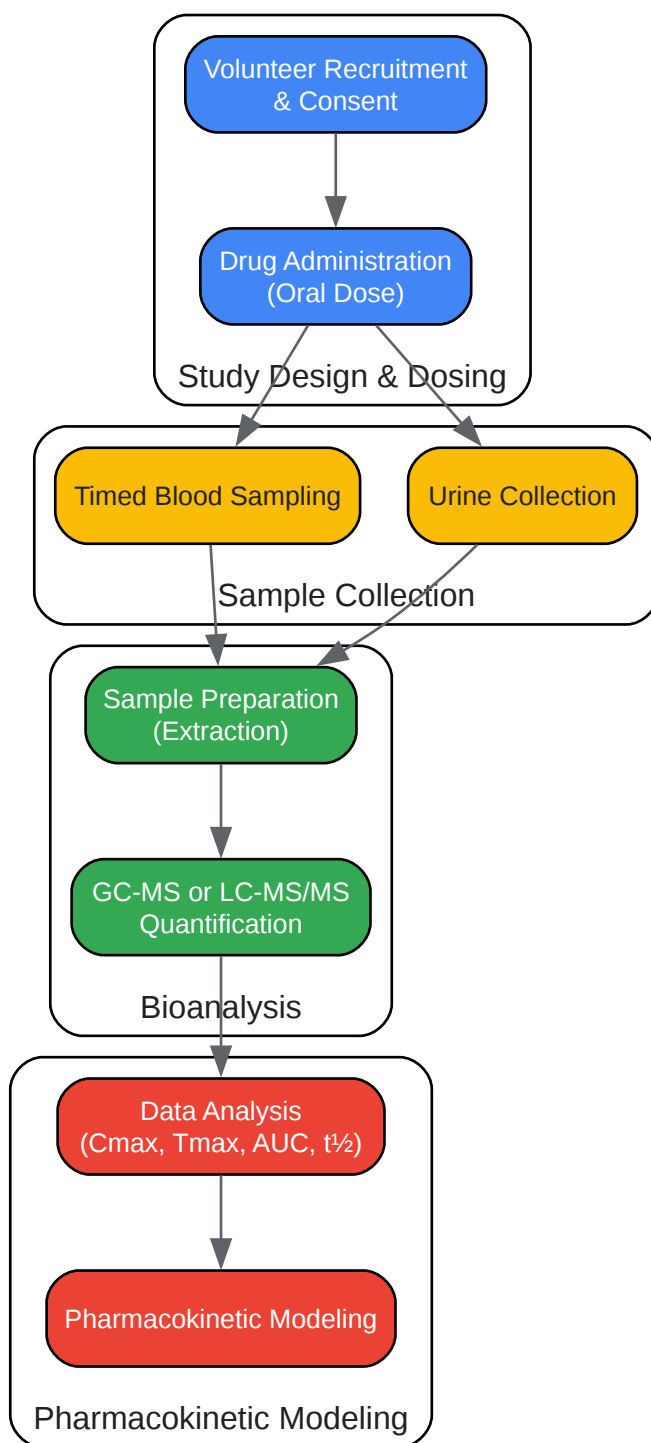 Volunteer Recruitment
& Consent
Drug Administration
(Oral Dose)
Study Design & Dosing
Timed Blood Sampling
Urine Collection
Sample Collection
Sample Preparation
(Extraction)
GC-MS or LC-MS/MS
Quantification
Bioanalysis
Data Analysis
(Cmax, Tmax, AUC, t½)
Pharmacokinetic Modeling
Pharmacokinetic Modeling